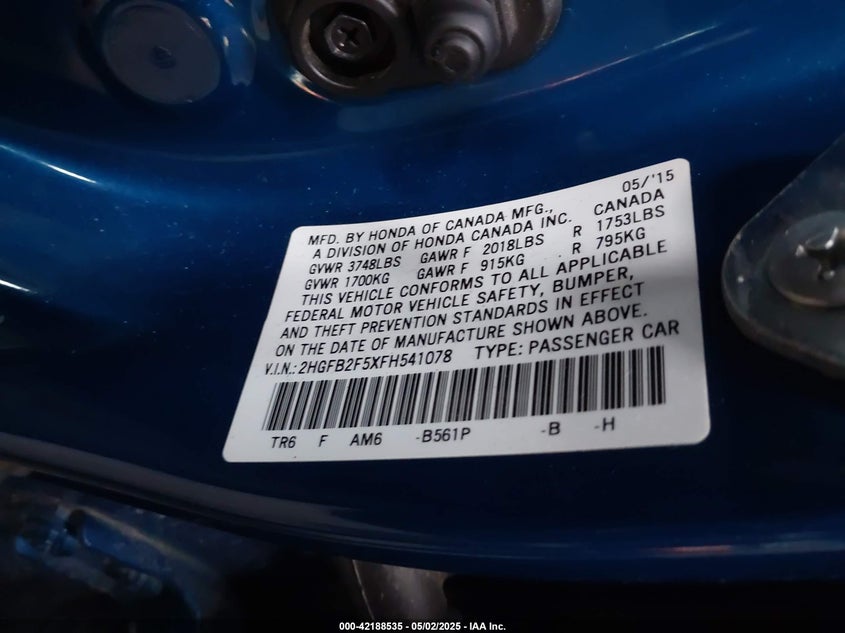 05/'15
MFD. BY HONDA OF CANADA MFG., CANADA
A DIVISION OF HONDA CANADA INC.
GVWR 3748LBS GAWR F 2018LBS R 1753LBS
GVWR 1700KG GAWR F 915KG R 795KG
THIS VEHICLE CONFORMS TO ALL APPLICABLE
FEDERAL MOTOR VEHICLE SAFETY, BUMPER,
AND THEFT PREVENTION STANDARDS IN EFFECT
ON THE DATE OF MANUFACTURE SHOWN ABOVE.
V.I.N.: 2HGFB2F5XFH541078 TYPE: PASSENGER CAR
TR6 F AM6 -B561P -B -H
000-42188535 - 05/02/2025 - IAA Inc.